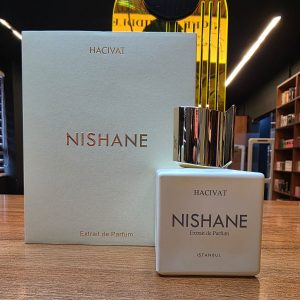 HACIVAT
NISHANE
Extrait de Parfum
HACIVAT
NISHANE
Extrait de Parfum
ISTANBUL